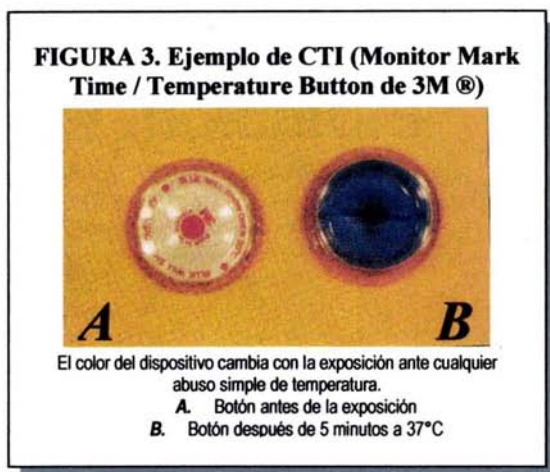 FIGURA 3. Ejemplo de CTI (Monitor Mark
Time / Temperature Button de 3M ®)
A
B
El color del dispositivo cambia con la exposición ante cualquier
abuso simple de temperatura.
A. Botón antes de la exposición
B. Botón después de 5 minutos a 37°C